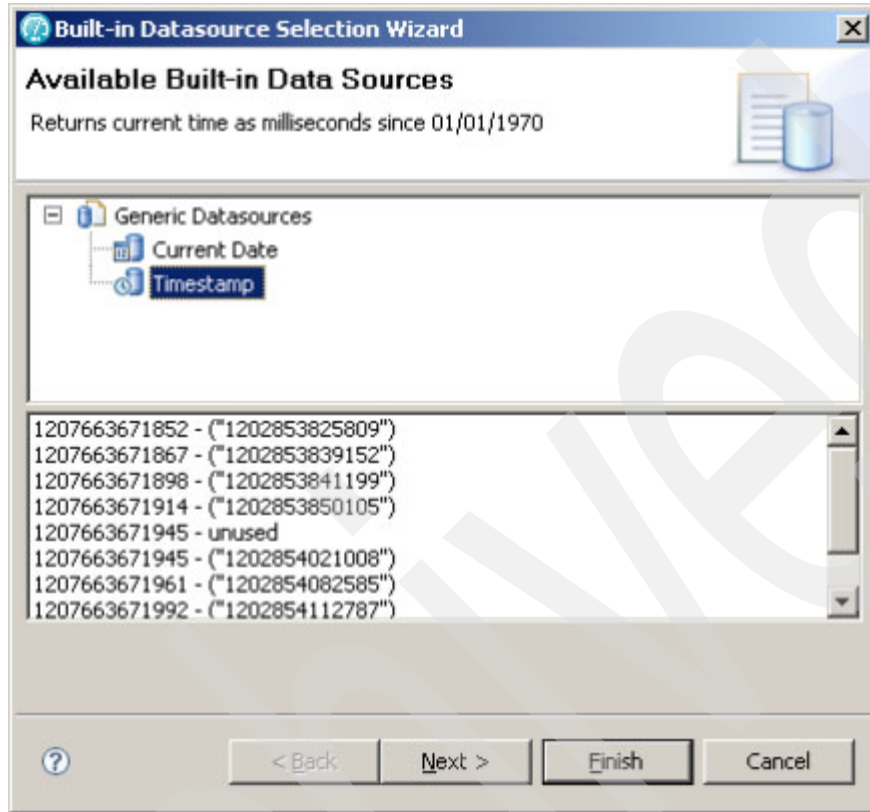 Built-in Datasource Selection Wizard
Available Built-in Data Sources
Returns current time as milliseconds since 01/01/1970
Generic Datasources
Current Date
Timestamp
1207663671852 - ("1202853825809")
1207663671867 - ("1202853839152")
1207663671898 - ("1202853841199")
1207663671914 - ("1202853850105")
1207663671945 - unused
1207663671945 - ("1202854021008")
1207663671961 - ("1202854082585")
1207663671992 - ("1202854112787")
< Back Next > Finish Cancel